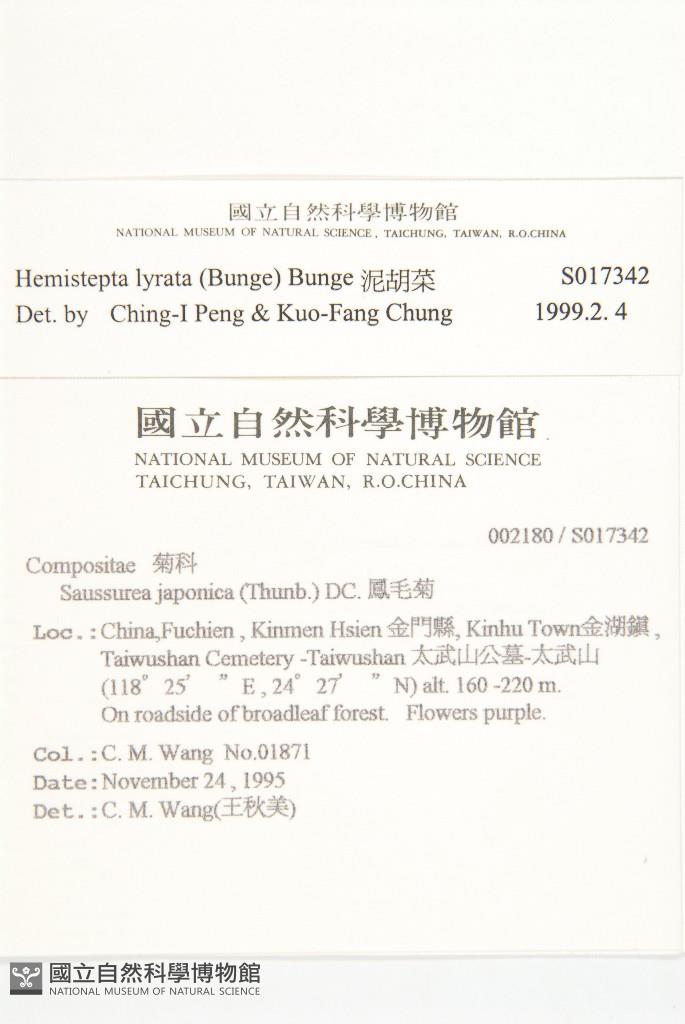 國立自然科學博物館
NATIONAL MUSEUM OF NATURAL SCIENCE, TAICHUNG, TAIWAN, R.O.CHINA
Hemistepta lyrata (Bunge) Bunge 泥胡菜 S017342
Det. by Ching-I Peng & Kuo-Fang Chung 1999.2. 4
國立自然科學博物館
NATIONAL MUSEUM OF NATURAL SCIENCE
TAICHUNG, TAIWAN, R.O.CHINA
002180 / S017342
Compositae 菊科
Saussurea japonica (Thunb.) DC. 鳳毛菊
Loc.: China,Fuchien , Kinmen Hsien 金門縣, Kinhu Town金湖鎮 ,
Taiwushan Cemetery -Taiwushan 太武山公墓-太武山
(118° 25′ ″ E , 24° 27′ ″ N) alt. 160 -220 m.
On roadside of broadleaf forest. Flowers purple.
Col.: C. M. Wang No.01871
Date: November 24 , 1995
Det.: C. M. Wang(王秋美)
國立自然科學博物館
NATIONAL MUSEUM OF NATURAL SCIENCE